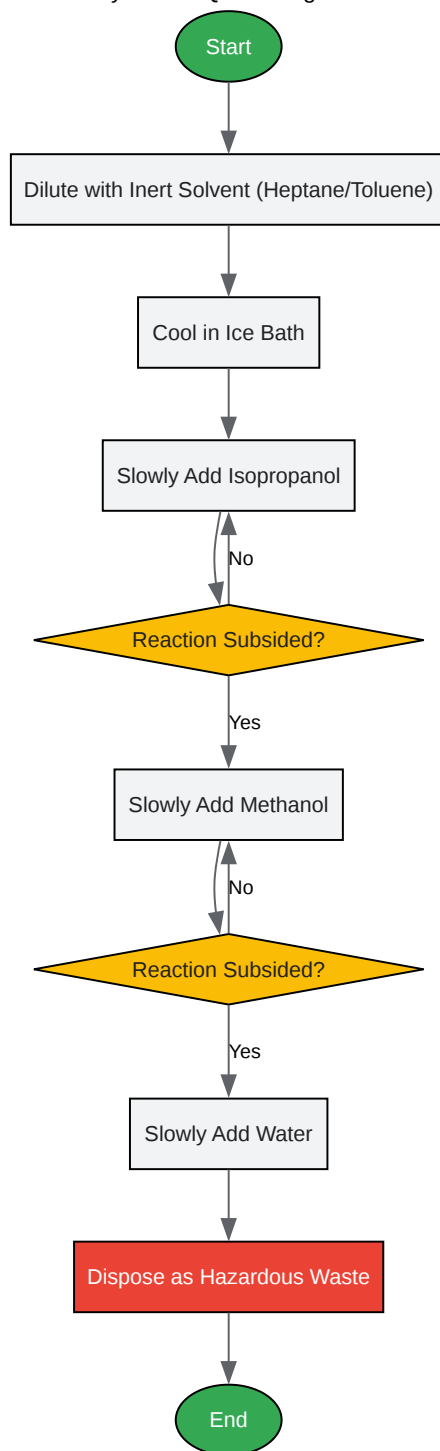 Start
Dilute with Inert Solvent (Heptane/Toluene)
Cool in Ice Bath
Slowly Add Isopropanol
No
Reaction Subsided?
Yes
Slowly Add Methanol
No
Reaction Subsided?
Yes
Slowly Add Water
Dispose as Hazardous Waste
End